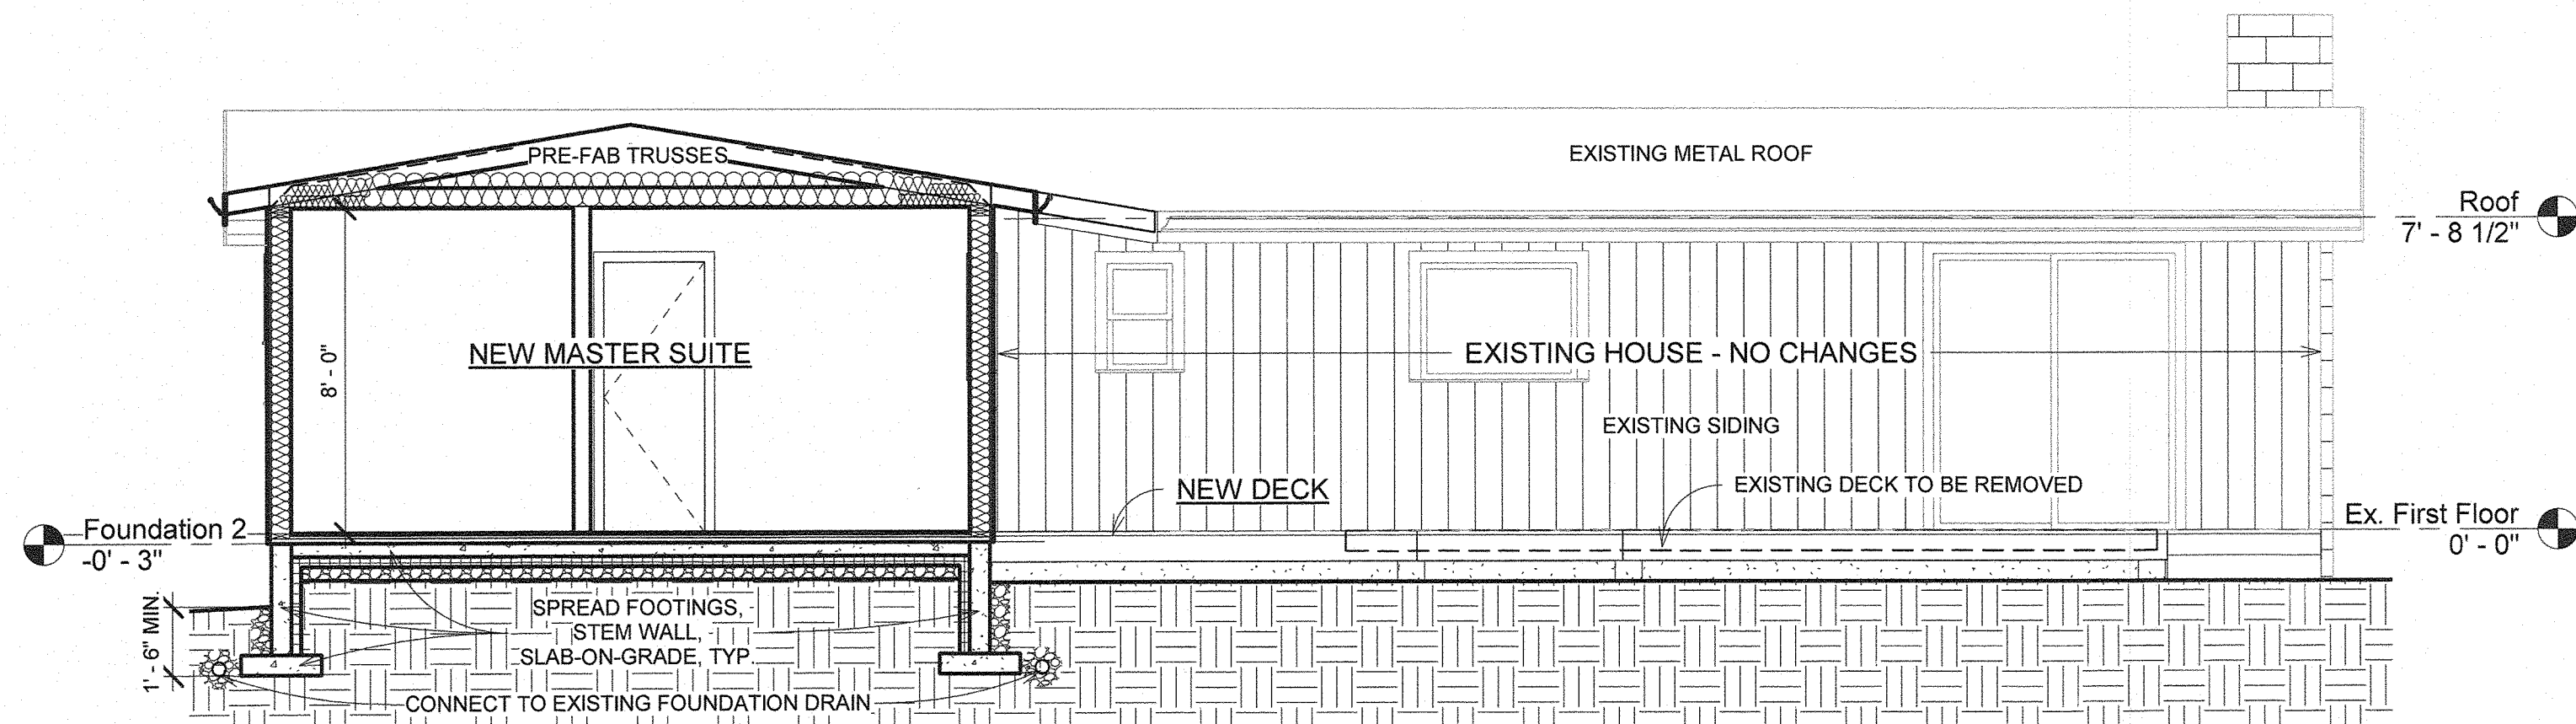 PRE-FAB TRUSSES
EXISTING METAL ROOF
Roof
7' - 8 1/2"
8' - 0"
NEW MASTER SUITE
EXISTING HOUSE - NO CHANGES
EXISTING SIDING
NEW DECK
EXISTING DECK TO BE REMOVED
Foundation 2
-0' - 3"
Ex. First Floor
0' - 0"
1' - 6" MIN.
SPREAD FOOTINGS,
STEM WALL,
SLAB-ON-GRADE, TYP.
CONNECT TO EXISTING FOUNDATION DRAIN